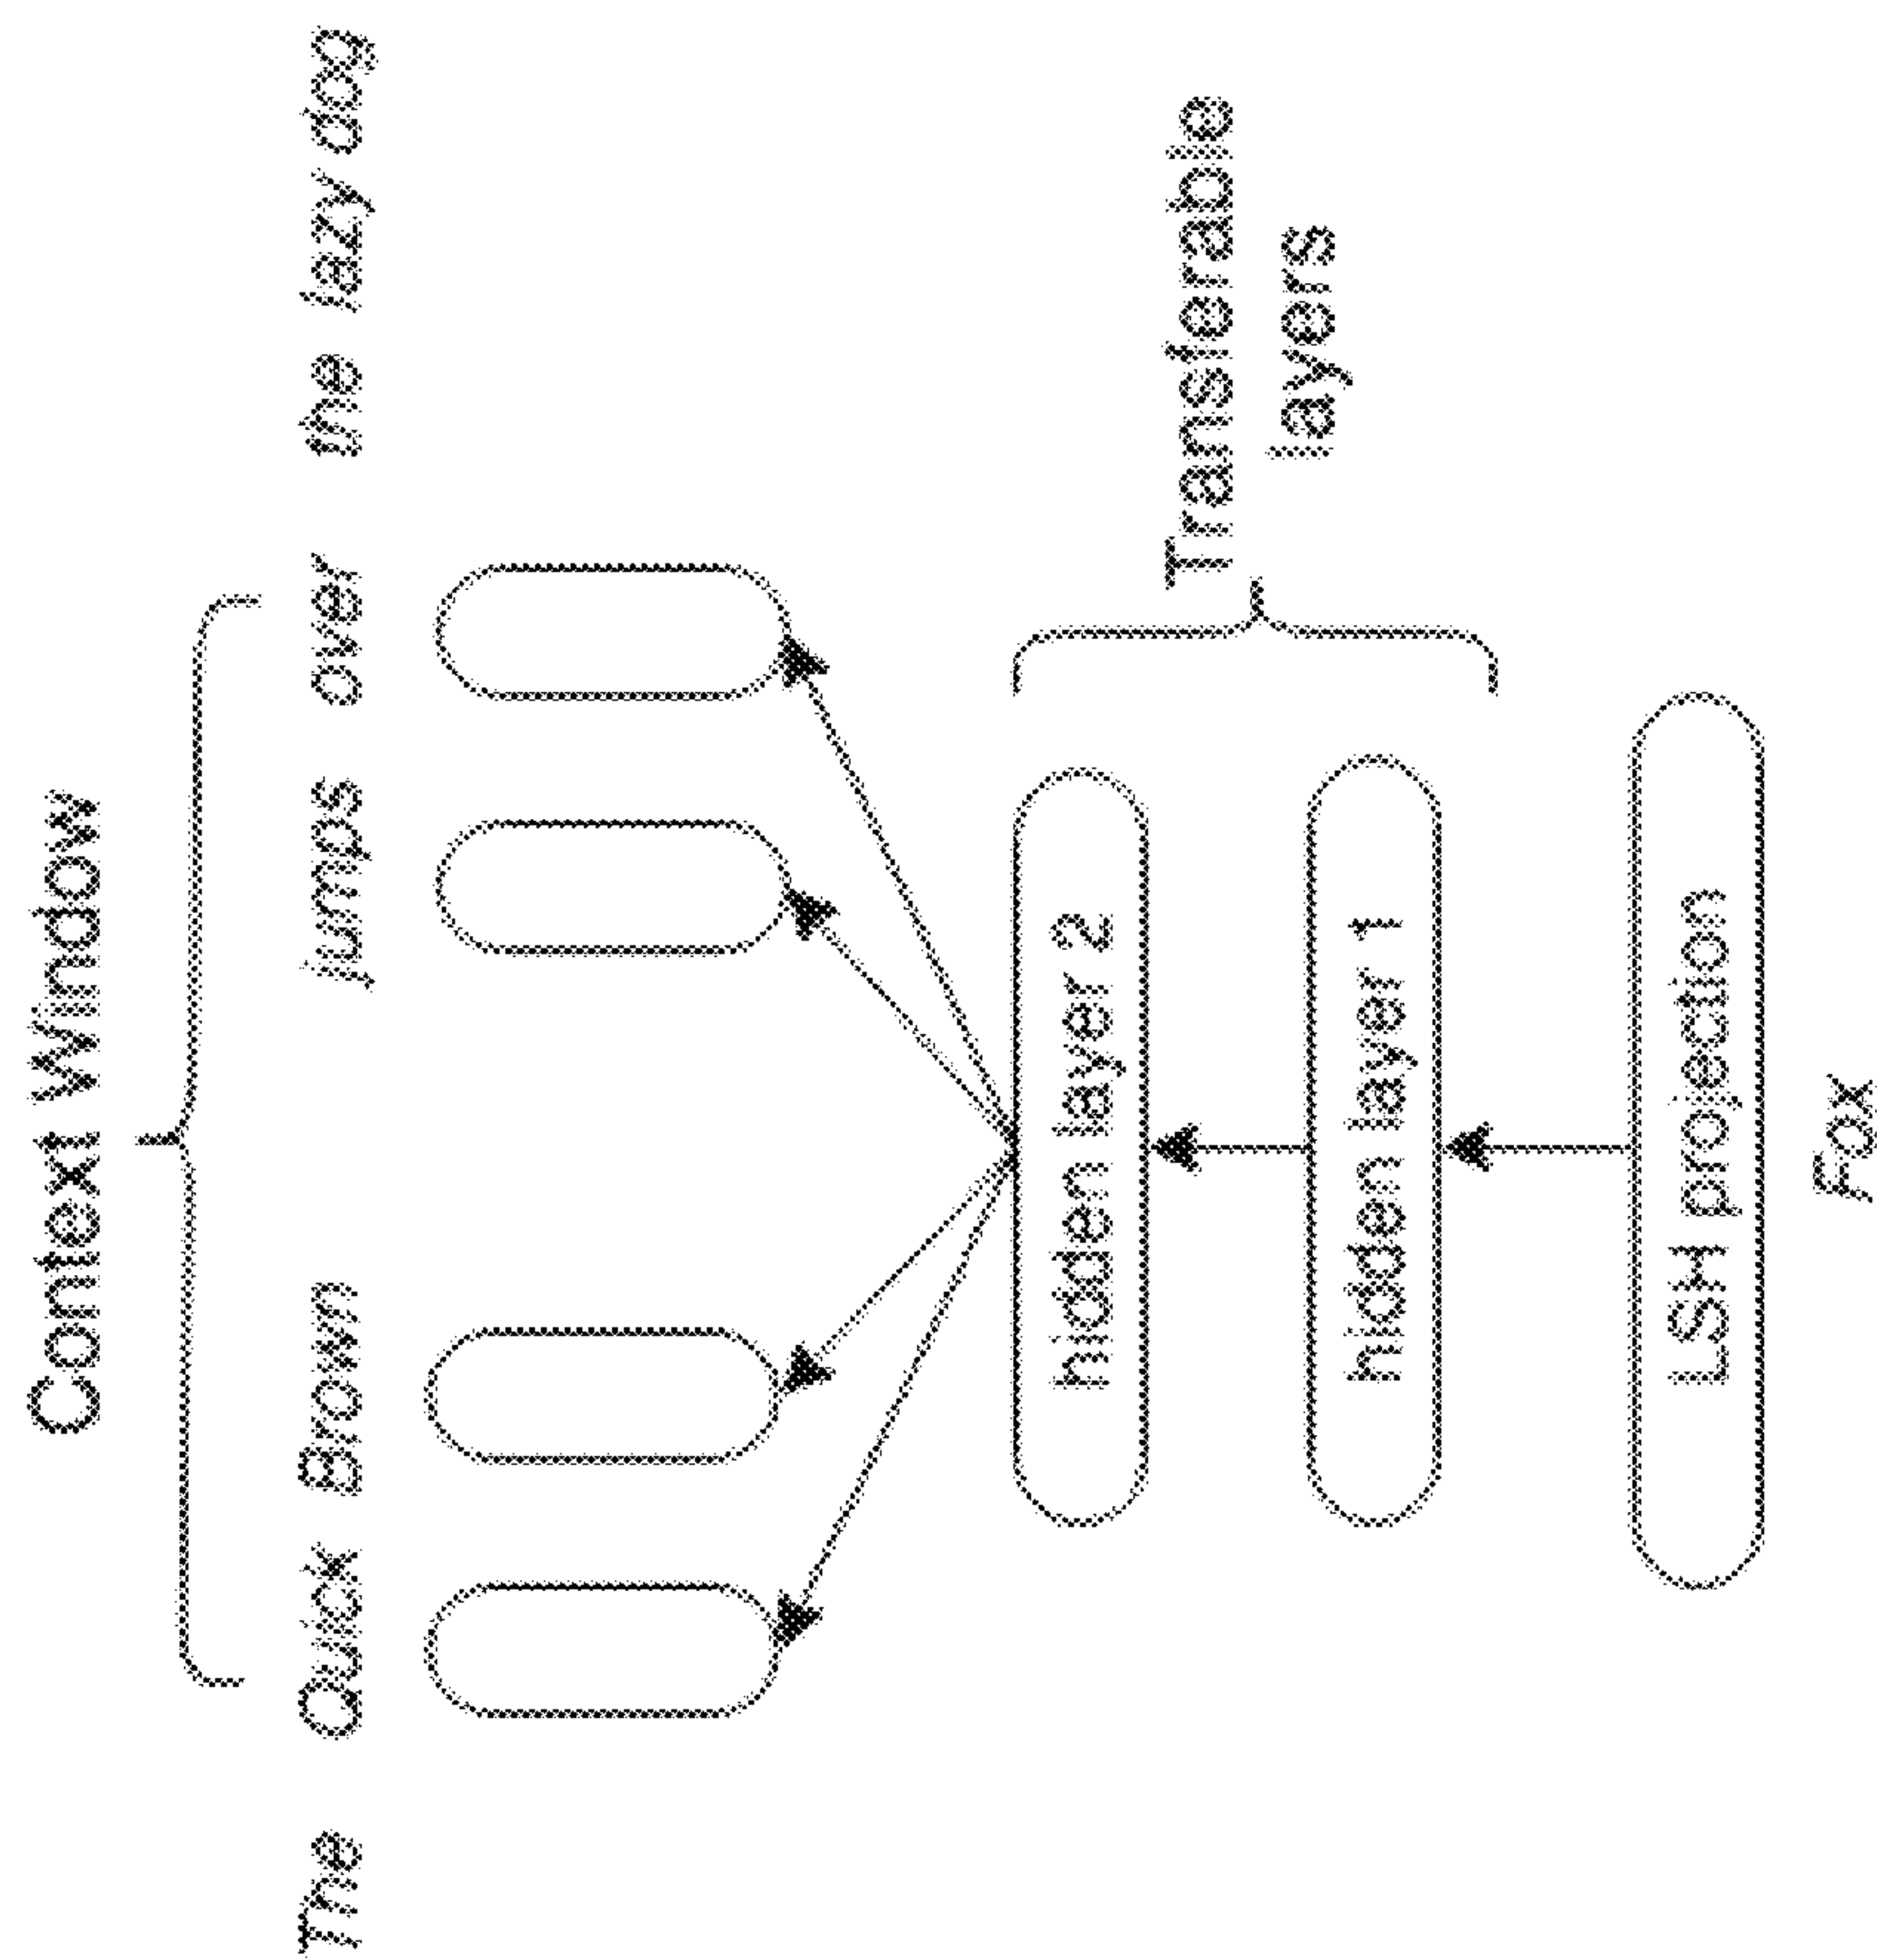 Context Window
The Quick Brown jumps over the lazy dog
hidden layer 2
Transferable
layers
hidden layer 1
LSH projection
Fox